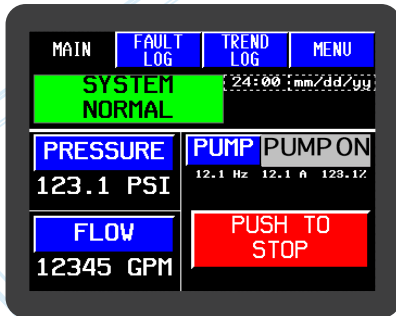 MAIN
FAULT
LOG
TREND
LOG
MENU
SYSTEM
NORMAL
24:00 mm/dd/yy
PRESSURE
123.1 PSI
PUMP PUMP ON
12.1 Hz 12.1 A 123.1%
FLOW
12345 GPM
PUSH TO
STOP